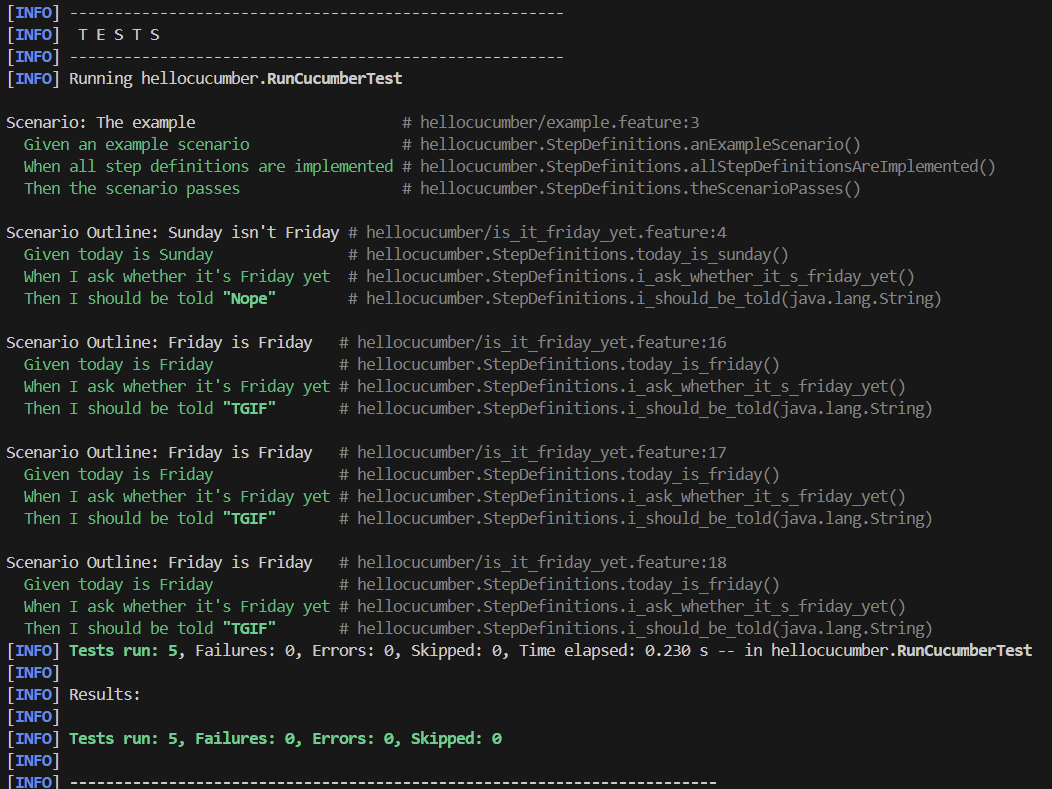 [INFO] -------------------------------------------------------
[INFO]  T E S T S
[INFO] -------------------------------------------------------
[INFO] Running hellocucumber.RunCucumberTest

Scenario: The example                       # hellocucumber/example.feature:3
  Given an example scenario                 # hellocucumber.StepDefinitions.anExampleScenario()
  When all step definitions are implemented # hellocucumber.StepDefinitions.allStepDefinitionsAreImplemented()
  Then the scenario passes                  # hellocucumber.StepDefinitions.theScenarioPasses()

Scenario Outline: Sunday isn't Friday # hellocucumber/is_it_friday_yet.feature:4
  Given today is Sunday               # hellocucumber.StepDefinitions.today_is_sunday()
  When I ask whether it's Friday yet  # hellocucumber.StepDefinitions.i_ask_whether_it_s_friday_yet()
  Then I should be told "Nope"        # hellocucumber.StepDefinitions.i_should_be_told(java.lang.String)

Scenario Outline: Friday is Friday   # hellocucumber/is_it_friday_yet.feature:16
  Given today is Friday              # hellocucumber.StepDefinitions.today_is_friday()
  When I ask whether it's Friday yet # hellocucumber.StepDefinitions.i_ask_whether_it_s_friday_yet()
  Then I should be told "TGIF"       # hellocucumber.StepDefinitions.i_should_be_told(java.lang.String)

Scenario Outline: Friday is Friday   # hellocucumber/is_it_friday_yet.feature:17
  Given today is Friday              # hellocucumber.StepDefinitions.today_is_friday()
  When I ask whether it's Friday yet # hellocucumber.StepDefinitions.i_ask_whether_it_s_friday_yet()
  Then I should be told "TGIF"       # hellocucumber.StepDefinitions.i_should_be_told(java.lang.String)

Scenario Outline: Friday is Friday   # hellocucumber/is_it_friday_yet.feature:18
  Given today is Friday              # hellocucumber.StepDefinitions.today_is_friday()
  When I ask whether it's Friday yet # hellocucumber.StepDefinitions.i_ask_whether_it_s_friday_yet()
  Then I should be told "TGIF"       # hellocucumber.StepDefinitions.i_should_be_told(java.lang.String)
[INFO] Tests run: 5, Failures: 0, Errors: 0, Skipped: 0, Time elapsed: 0.230 s -- in hellocucumber.RunCucumberTest
[INFO]
[INFO] Results:
[INFO]
[INFO] Tests run: 5, Failures: 0, Errors: 0, Skipped: 0
[INFO]
[INFO] ------------------------------------------------------------------------